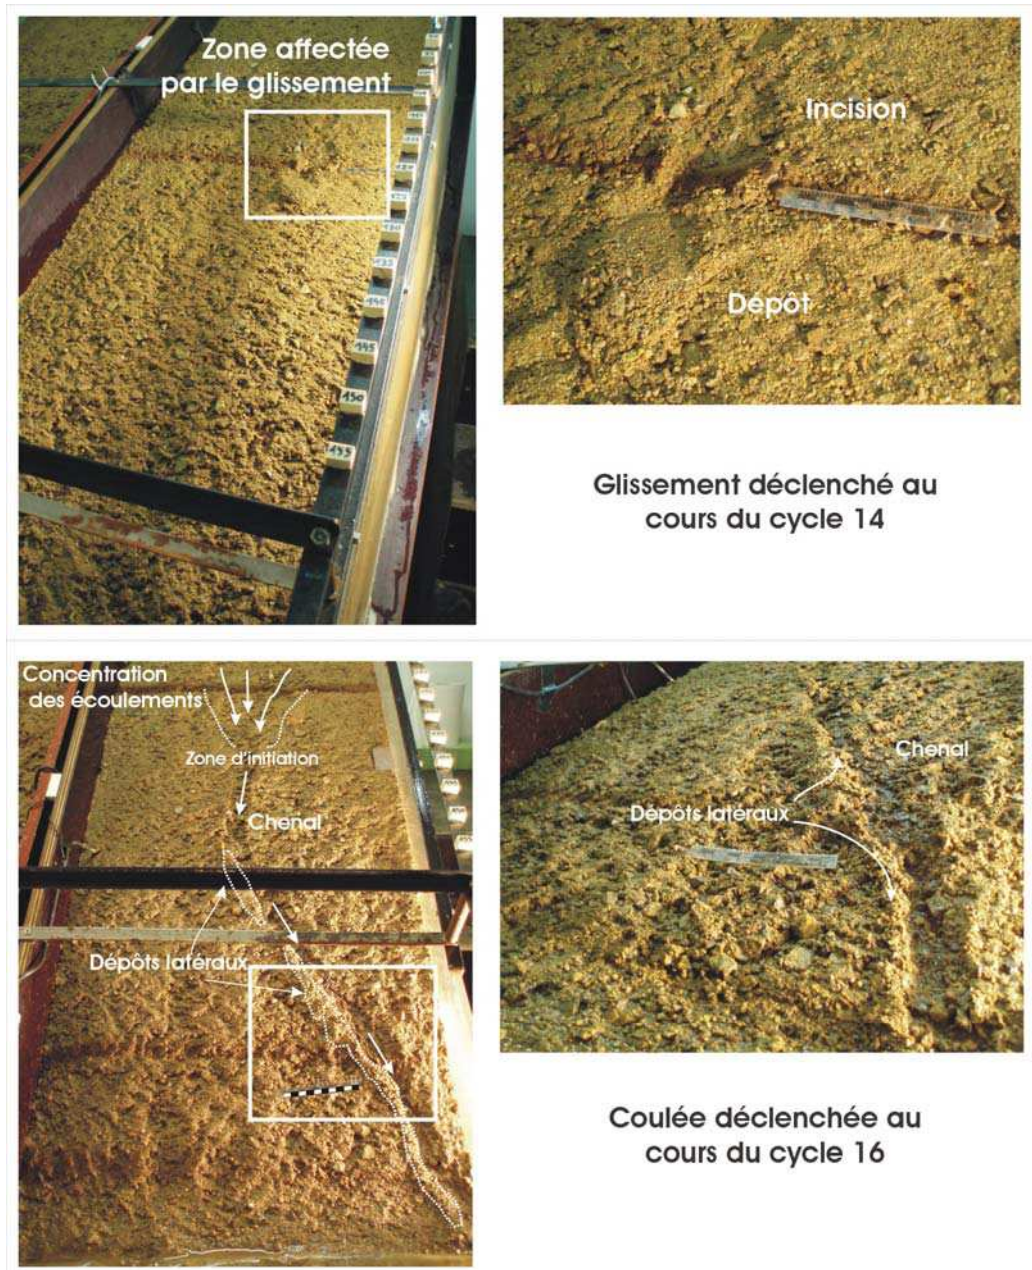 Zone affectée
par le glissement
Incision
Dépôt
Glissement déclenché au
cours du cycle 14
Concentration
des écoulements
Zone d'initiation
Chenal
Dépôts latéraux
Chenal
Dépôts latéraux
Coulée déclenchée au
cours du cycle 16